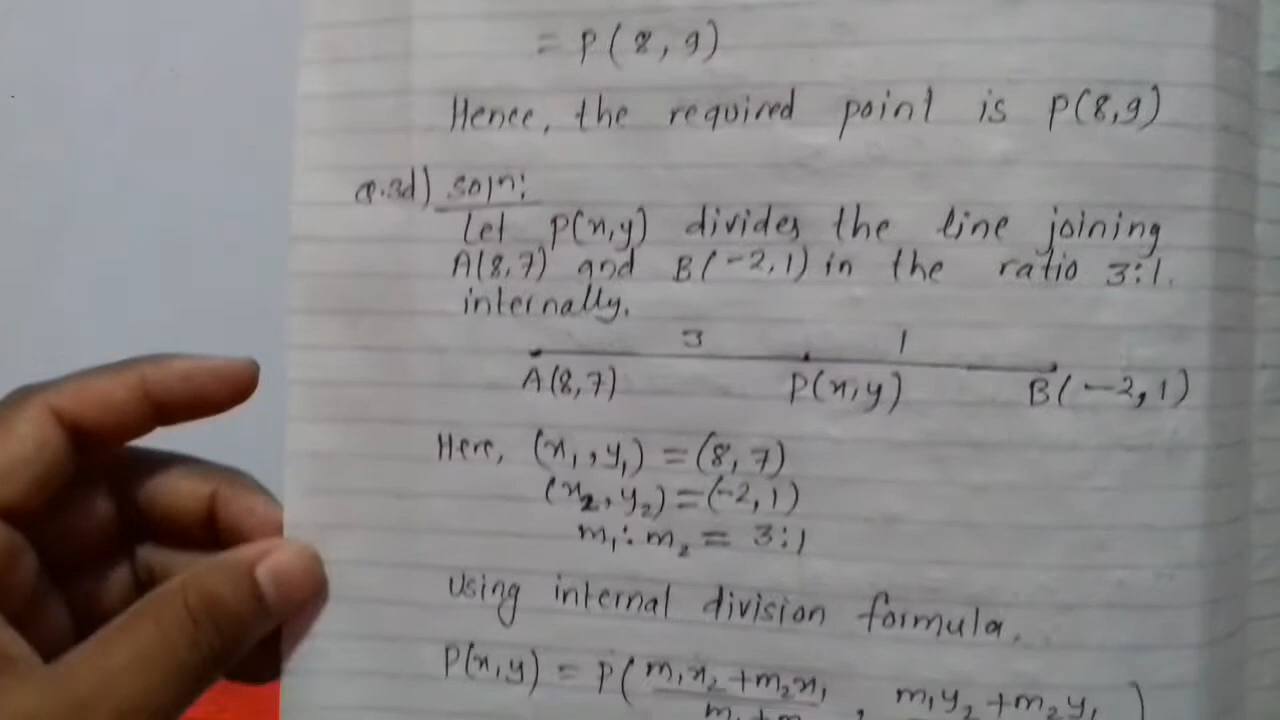 = P(8,9)
Hence, the required point is P(8,9)
Q.3d) soln:
Let P(x,y) divides the line joining
A(8,7) and B(-2,1) in the ratio 3:1.
internally.
3 1
A(8,7) P(x,y) B(-2,1)
Here, (x₁,y₁) = (8,7)
(x₂,y₂) = (-2,1)
m₁:m₂ = 3:1
Using internal division formula.
P(x,y) = P(m₁x₂+m₂x₁ , m₁y₂+m₂y₁)